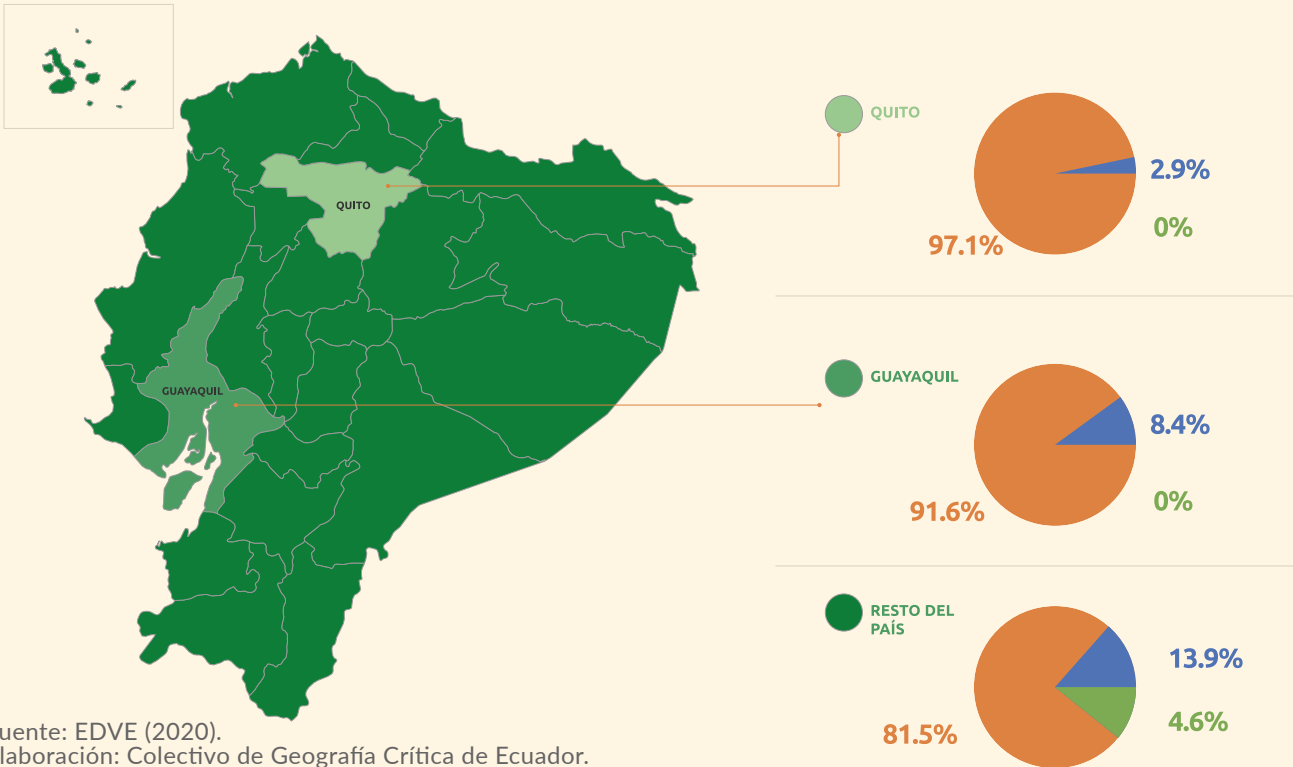 QUITO
2.9%
0%
97.1%
QUITO
GUAYAQUIL
8.4%
0%
91.6%
GUAYAQUIL
RESTO DEL
PAÍS
13.9%
4.6%
81.5%
uente: EDVE (2020).
laboración: Colectivo de Geografía Crítica de Ecuador.